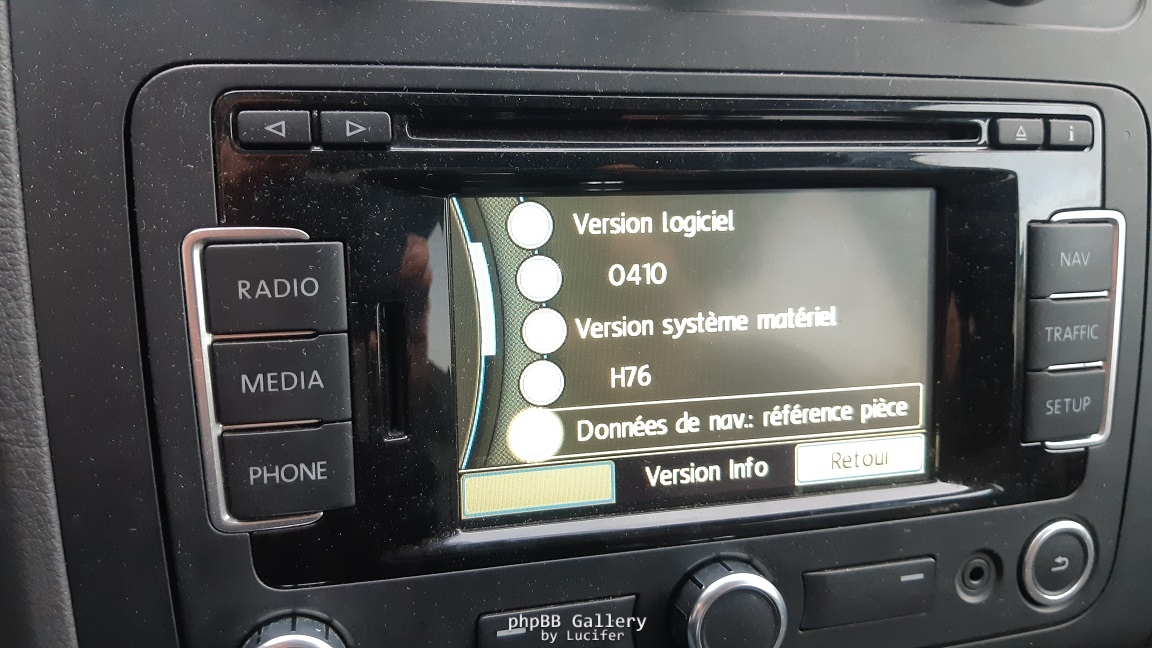 i
RADIO
MEDIA
PHONE
Version logiciel
0410
Version système matériel
H76
Données de nav.: référence pièce
Version Info
Retour
NAV
TRAFFIC
SETUP
phpBB Gallery
by Lucifer